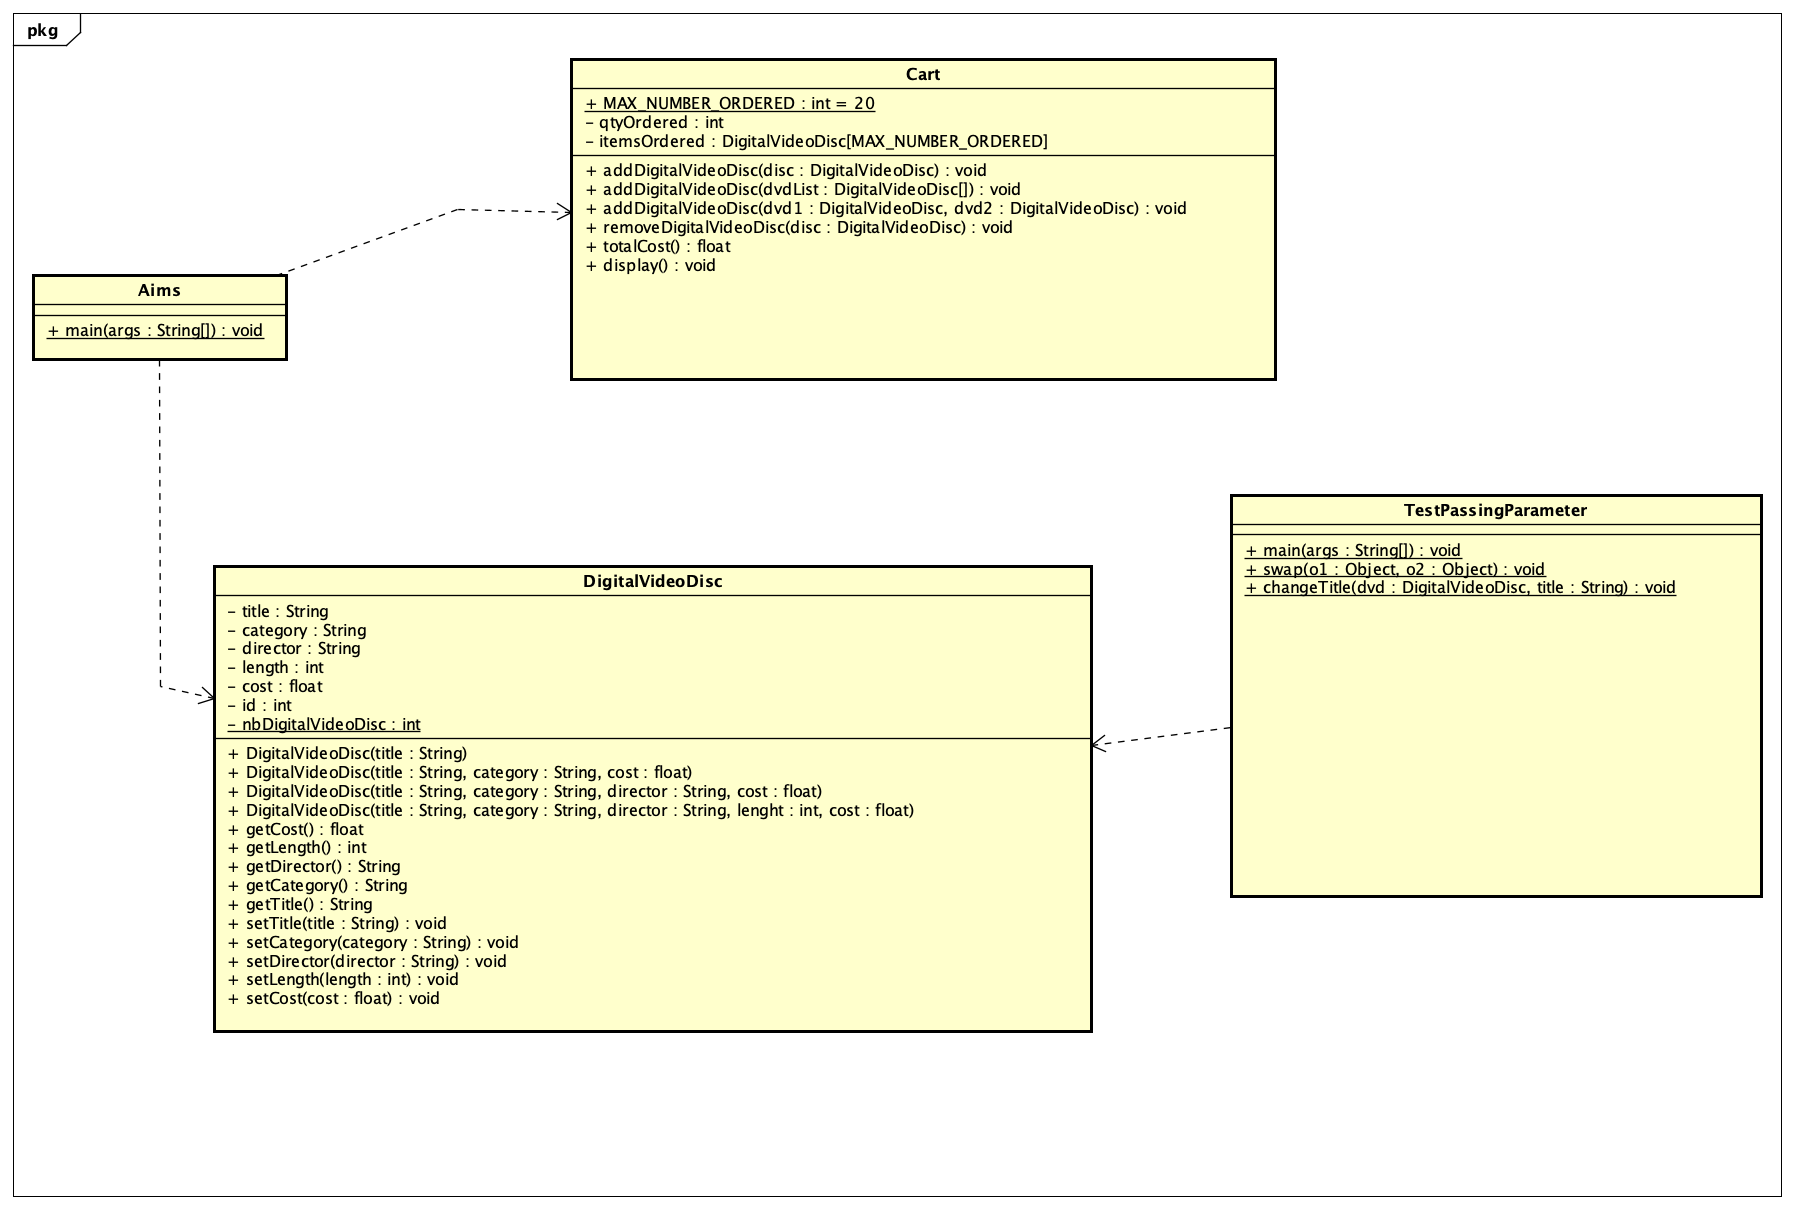 pkg
Cart
+ MAX_NUMBER_ORDERED : int = 20
- qtyOrdered : int
- itemsOrdered : DigitalVideoDisc[MAX_NUMBER_ORDERED]
+ addDigitalVideoDisc(disc : DigitalVideoDisc) : void
+ addDigitalVideoDisc(dvdList : DigitalVideoDisc[]) : void
+ addDigitalVideoDisc(dvd1 : DigitalVideoDisc, dvd2 : DigitalVideoDisc) : void
+ removeDigitalVideoDisc(disc : DigitalVideoDisc) : void
+ totalCost() : float
+ display() : void
Aims
+ main(args : String[]) : void
TestPassingParameter
+ main(args : String[]) : void
+ swap(o1 : Object, o2 : Object) : void
+ changeTitle(dvd : DigitalVideoDisc, title : String) : void
DigitalVideoDisc
- title : String
- category : String
- director : String
- length : int
- cost : float
- id : int
- nbDigitalVideoDisc : int
+ DigitalVideoDisc(title : String)
+ DigitalVideoDisc(title : String, category : String, cost : float)
+ DigitalVideoDisc(title : String, category : String, director : String, cost : float)
+ DigitalVideoDisc(title : String, category : String, director : String, lenght : int, cost : float)
+ getCost() : float
+ getLength() : int
+ getDirector() : String
+ getCategory() : String
+ getTitle() : String
+ setTitle(title : String) : void
+ setCategory(category : String) : void
+ setDirector(director : String) : void
+ setLength(length : int) : void
+ setCost(cost : float) : void